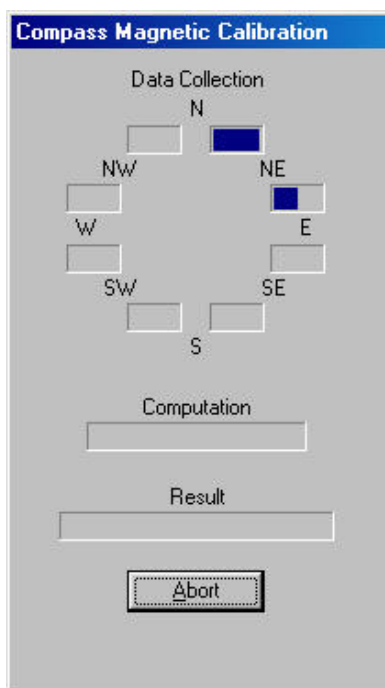 Compass Magnetic Calibration
Data Collection
N
NW NE
W E
SW SE
S
Computation
Result
Abort